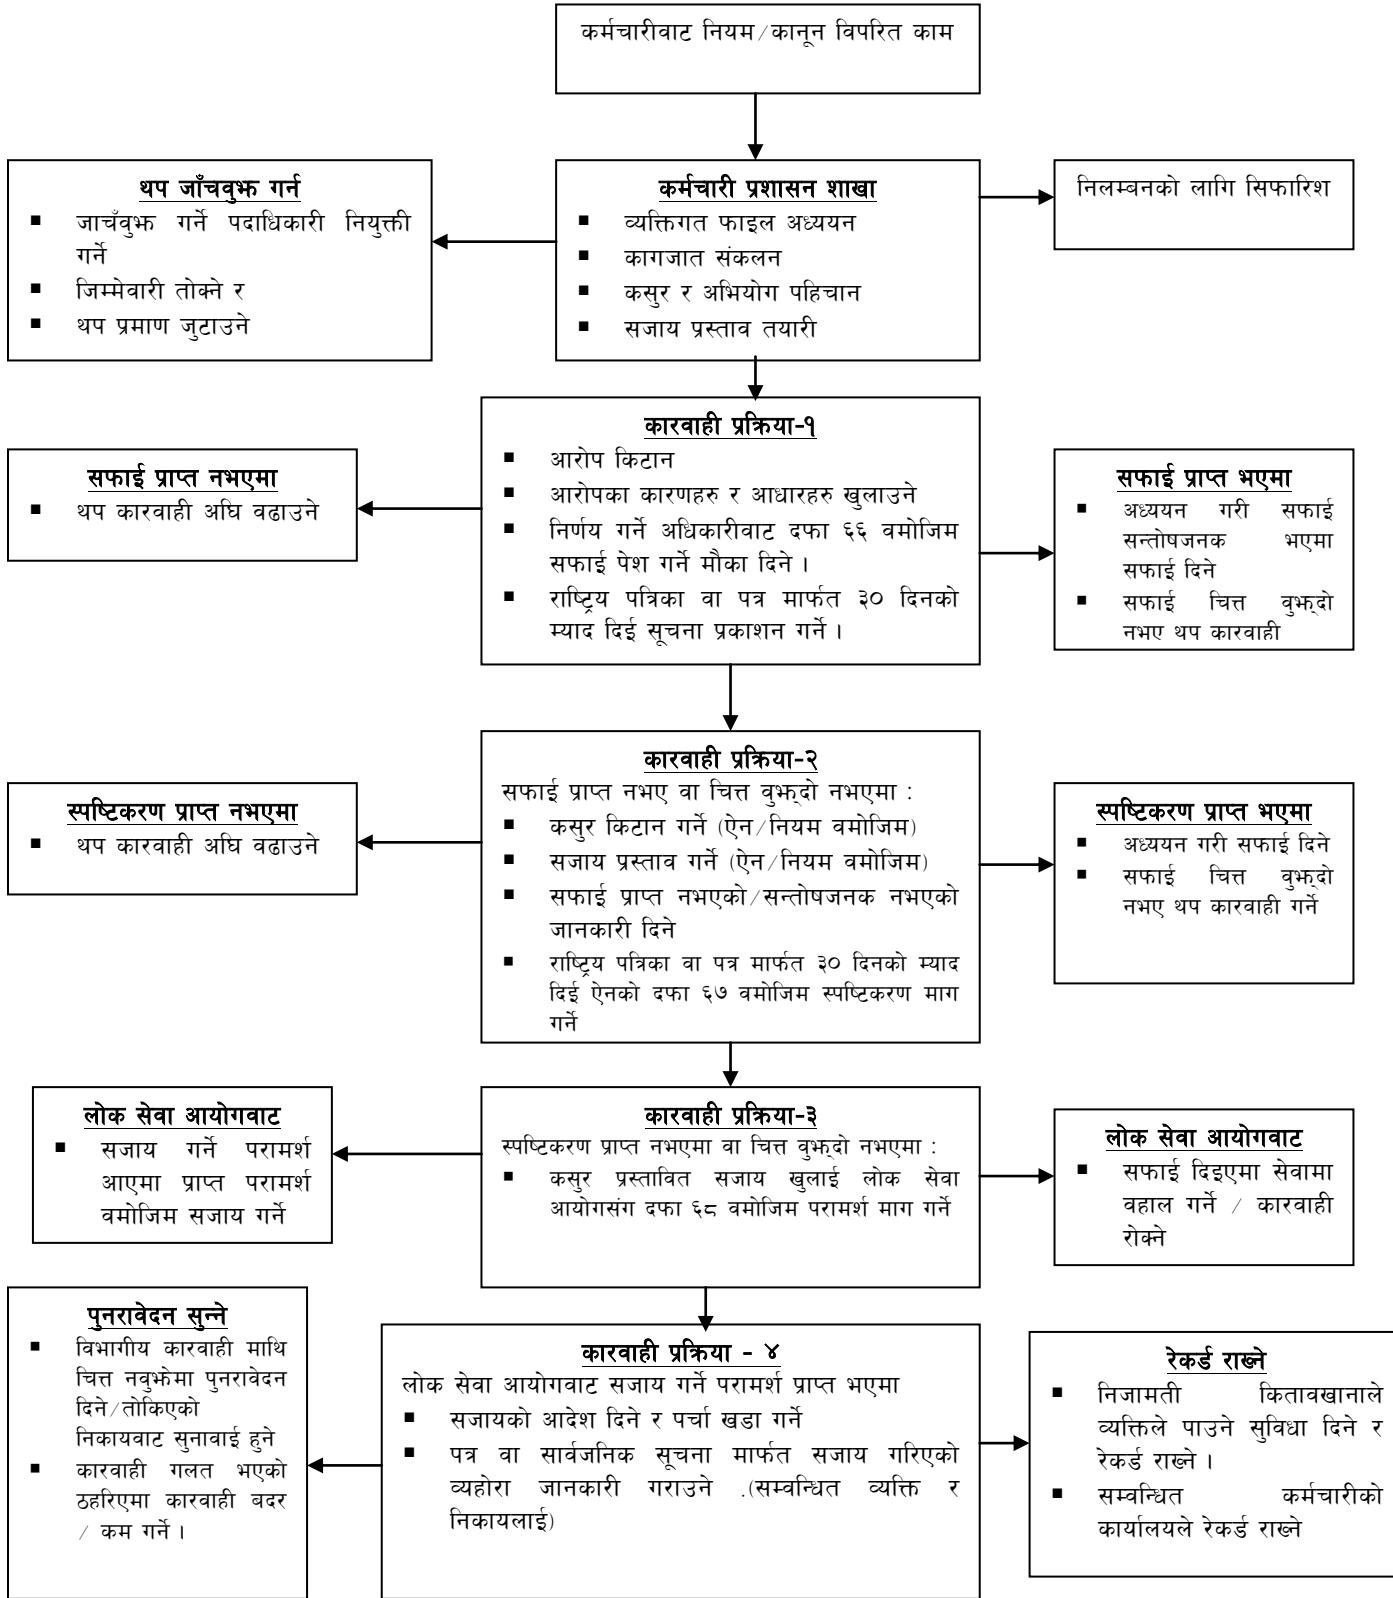 कर्मचारीवाट नियम/कानून विपरित काम
थप जाँचवुझ गर्न
▪ जाचँवुझ गर्ने पदाधिकारी नियुक्ती
गर्ने
▪ जिम्मेवारी तोक्ने र
▪ थप प्रमाण जुटाउने
कर्मचारी प्रशासन शाखा
▪ व्यक्तिगत फाइल अध्ययन
▪ कागजात संकलन
▪ कसुर र अभियोग पहिचान
▪ सजाय प्रस्ताव तयारी
निलम्बनको लागि सिफारिश
कारवाही प्रक्रिया-१
▪ आरोप किटान
▪ आरोपका कारणहरु र आधारहरु खुलाउने
▪ निर्णय गर्ने अधिकारीवाट दफा ६६ वमोजिम
सफाई पेश गर्ने मौका दिने ।
▪ राष्ट्रिय पत्रिका वा पत्र मार्फत ३० दिनको
म्याद दिई सूचना प्रकाशन गर्ने ।
सफाई प्राप्त नभएमा
▪ थप कारवाही अघि वढाउने
सफाई प्राप्त भएमा
▪ अध्ययन गरी सफाई
सन्तोषजनक भएमा
सफाई दिने
▪ सफाई चित्त वुझ्दो
नभए थप कारवाही
कारवाही प्रक्रिया-२
सफाई प्राप्त नभए वा चित्त वुझ्दो नभएमा :
▪ कसुर किटान गर्ने (ऐन/नियम वमोजिम)
▪ सजाय प्रस्ताव गर्ने (ऐन/नियम वमोजिम)
▪ सफाई प्राप्त नभएको/सन्तोषजनक नभएको
जानकारी दिने
▪ राष्ट्रिय पत्रिका वा पत्र मार्फत ३० दिनको म्याद
दिई ऐनको दफा ६७ वमोजिम स्पष्टिकरण माग
गर्ने
स्पष्टिकरण प्राप्त नभएमा
▪ थप कारवाही अघि वढाउने
स्पष्टिकरण प्राप्त भएमा
▪ अध्ययन गरी सफाई दिने
▪ सफाई चित्त वुझ्दो
नभए थप कारवाही गर्ने
लोक सेवा आयोगवाट
▪ सजाय गर्ने परामर्श
आएमा प्राप्त परामर्श
वमोजिम सजाय गर्ने
कारवाही प्रक्रिया-३
स्पष्टिकरण प्राप्त नभएमा वा चित्त वुझ्दो नभएमा :
▪ कसुर प्रस्तावित सजाय खुलाई लोक सेवा
आयोगसंग दफा ६८ वमोजिम परामर्श माग गर्ने
लोक सेवा आयोगवाट
▪ सफाई दिइएमा सेवामा
वहाल गर्ने / कारवाही
रोक्ने
पुनरावेदन सुन्ने
▪ विभागीय कारवाही माथि
चित्त नवुझेमा पुनरावेदन
दिने/तोकिएको
निकायवाट सुनावाई हुने
▪ कारवाही गलत भएको
ठहरिएमा कारवाही बदर
/ कम गर्ने ।
कारवाही प्रक्रिया - ४
लोक सेवा आयोगवाट सजाय गर्ने परामर्श प्राप्त भएमा
▪ सजायको आदेश दिने र पर्चा खडा गर्ने
▪ पत्र वा सार्वजनिक सूचना मार्फत सजाय गरिएको
व्यहोरा जानकारी गराउने .(सम्वन्धित व्यक्ति र
निकायलाई)
रेकर्ड राख्ने
▪ निजामती कितावखानाले
व्यक्तिले पाउने सुविधा दिने र
रेकर्ड राख्ने ।
▪ सम्वन्धित कर्मचारीको
कार्यालयले रेकर्ड राख्ने